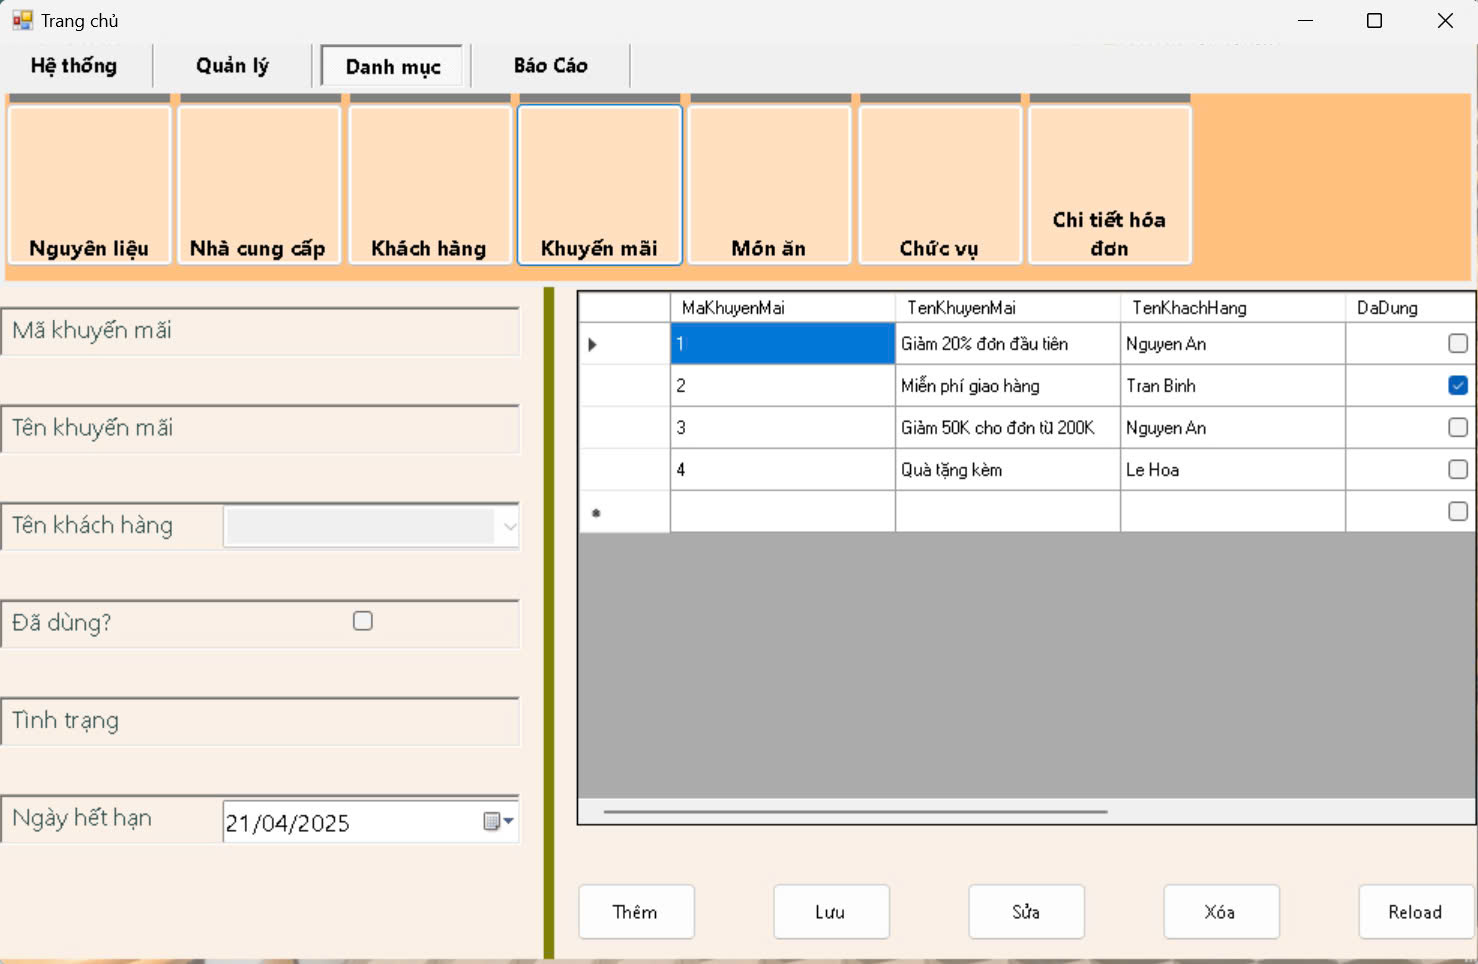 Trang chủ
Hệ thống Quản lý Danh mục Báo Cáo
Nguyên liệu
Nhà cung cấp
Khách hàng
Khuyến mãi
Món ăn
Chức vụ
Chi tiết hóa
đơn
Mã khuyến mãi
Tên khuyến mãi
Tên khách hàng
Đã dùng?
Tình trạng
Ngày hết hạn 21/04/2025
MaKhuyenMai TenKhuyenMai TenKhachHang DaDung
1 Giảm 20% đơn đầu tiên Nguyen An
2 Miễn phí giao hàng Tran Binh
3 Giảm 50K cho đơn từ 200K Nguyen An
4 Quà tặng kèm Le Hoa
Thêm Lưu Sửa Xóa Reload